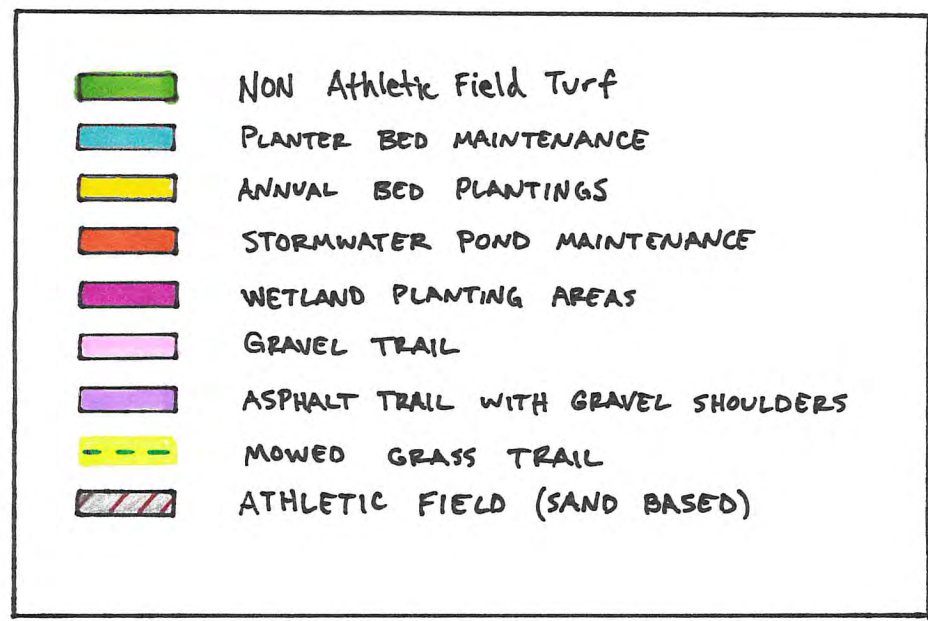 NON Athletic Field Turf
PLANTER BED MAINTENANCE
ANNUAL BED PLANTINGS
STORMWATER POND MAINTENANCE
WETLAND PLANTING AREAS
GRAVEL TRAIL
ASPHALT TRAIL WITH GRAVEL SHOULDERS
MOWED GRASS TRAIL
ATHLETIC FIELD (SAND BASED)